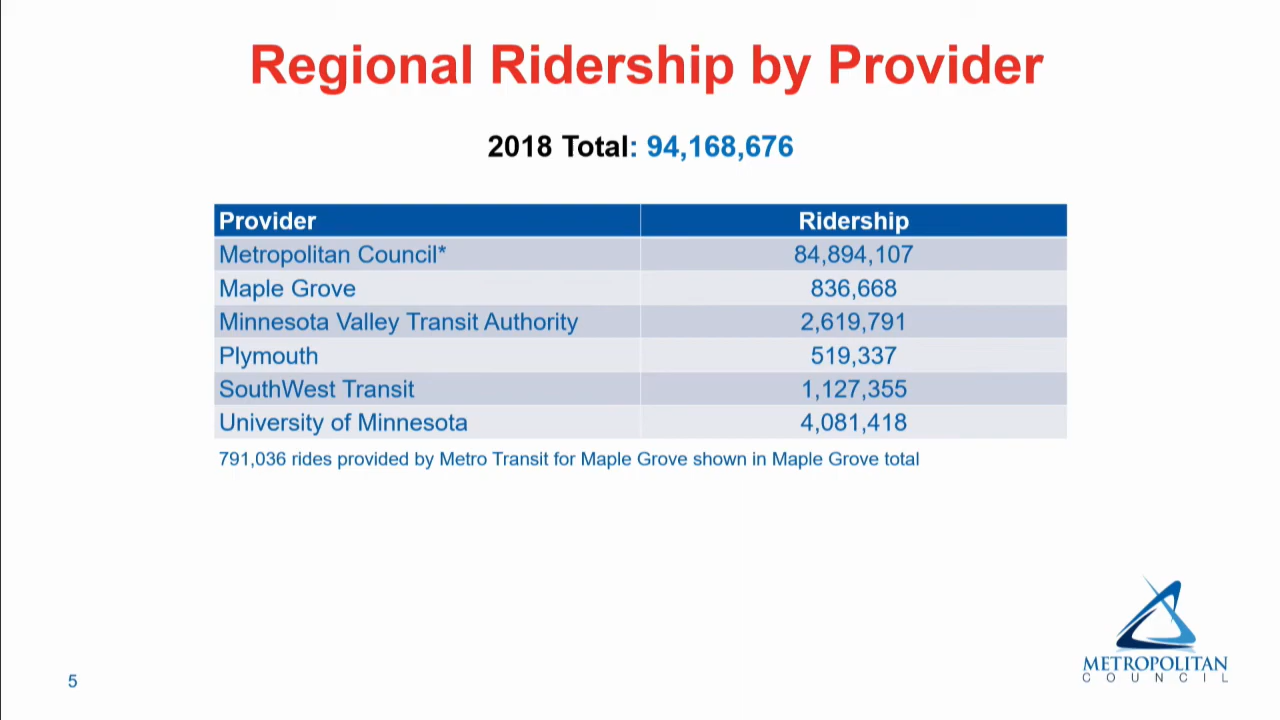 Regional Ridership by Provider
2018 Total: 94,168,676
Provider Ridership
Metropolitan Council* 84,894,107
Maple Grove 836,668
Minnesota Valley Transit Authority 2,619,791
Plymouth 519,337
SouthWest Transit 1,127,355
University of Minnesota 4,081,418
791,036 rides provided by Metro Transit for Maple Grove shown in Maple Grove total
METROPOLITAN
COUNCIL
5